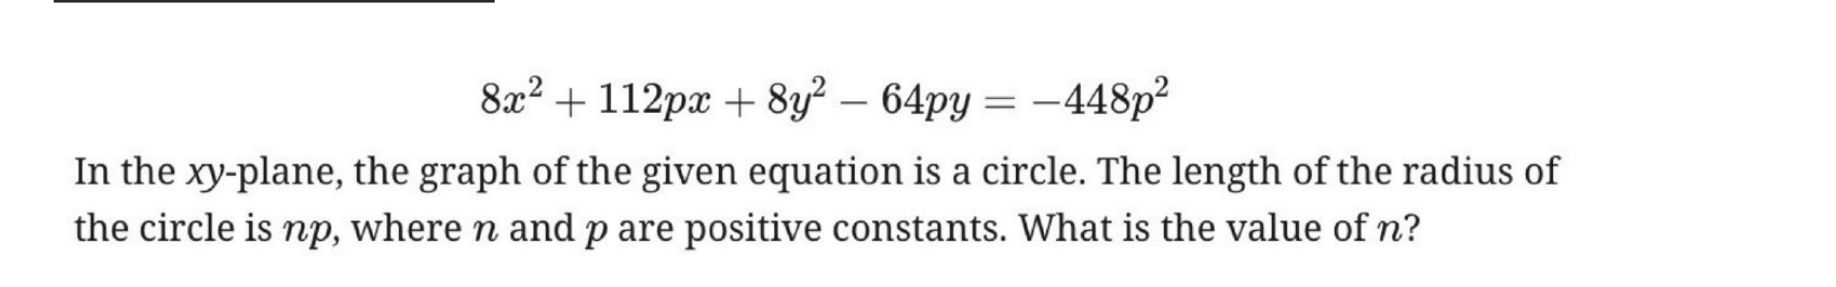 8x² + 112px + 8y² − 64py = −448p²
In the xy-plane, the graph of the given equation is a circle. The length of the radius of
the circle is np, where n and p are positive constants. What is the value of n?